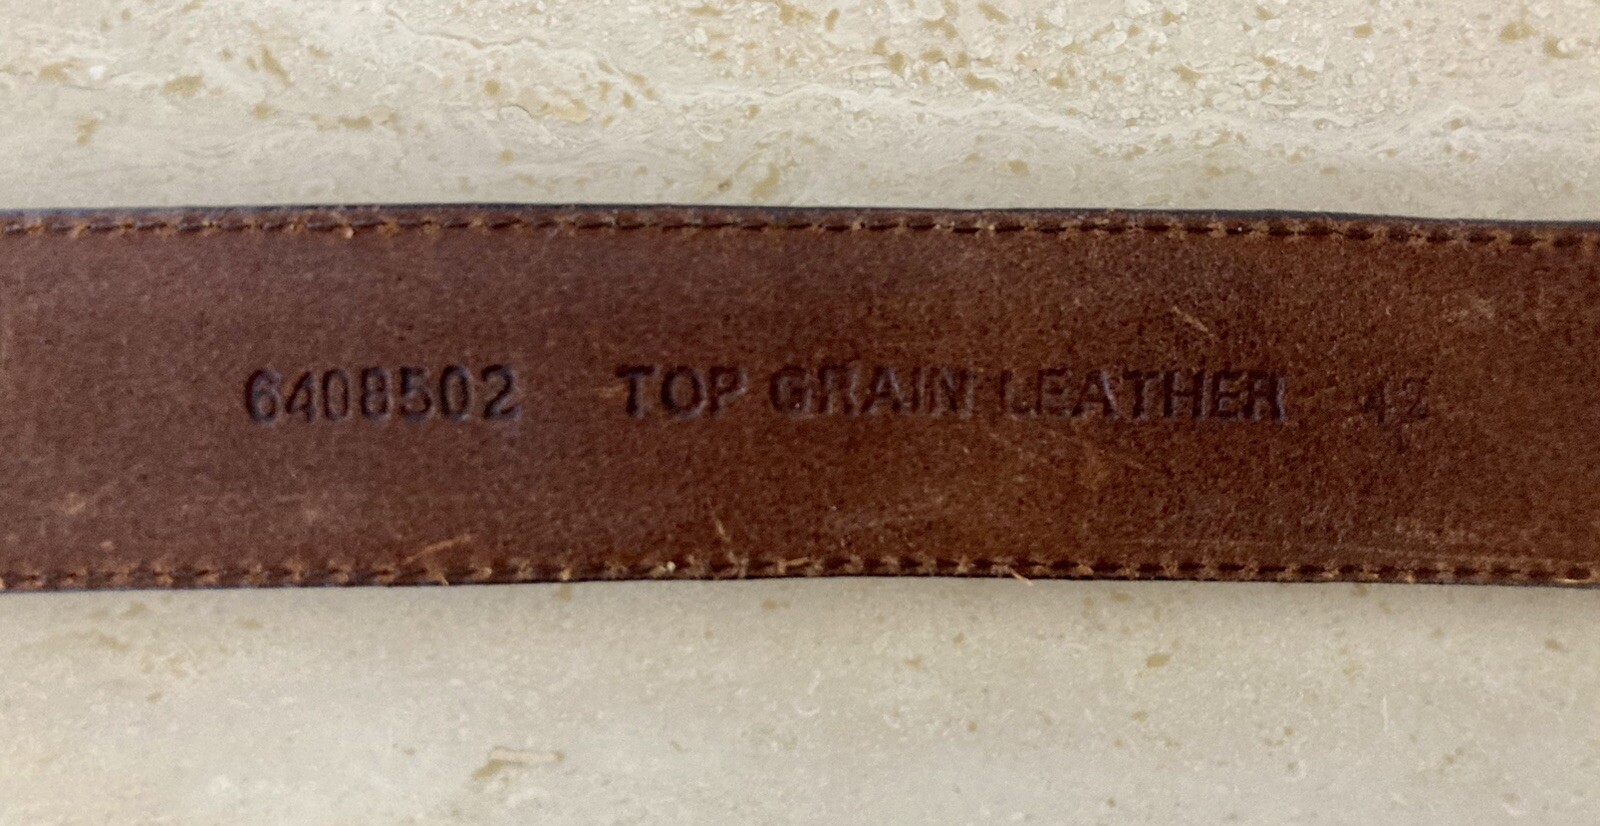 6408502 TOP GRAIN LEATHER 42